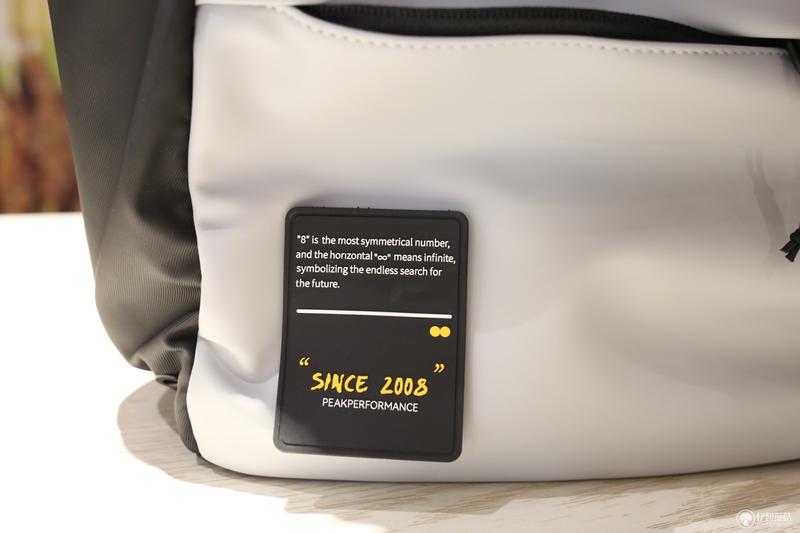 "8" is the most symmetrical number,
and the horizontal "∞" means infinite,
symbolizing the endless search for
the future.
“SINCE 2008”
PEAKPERFORMANCE